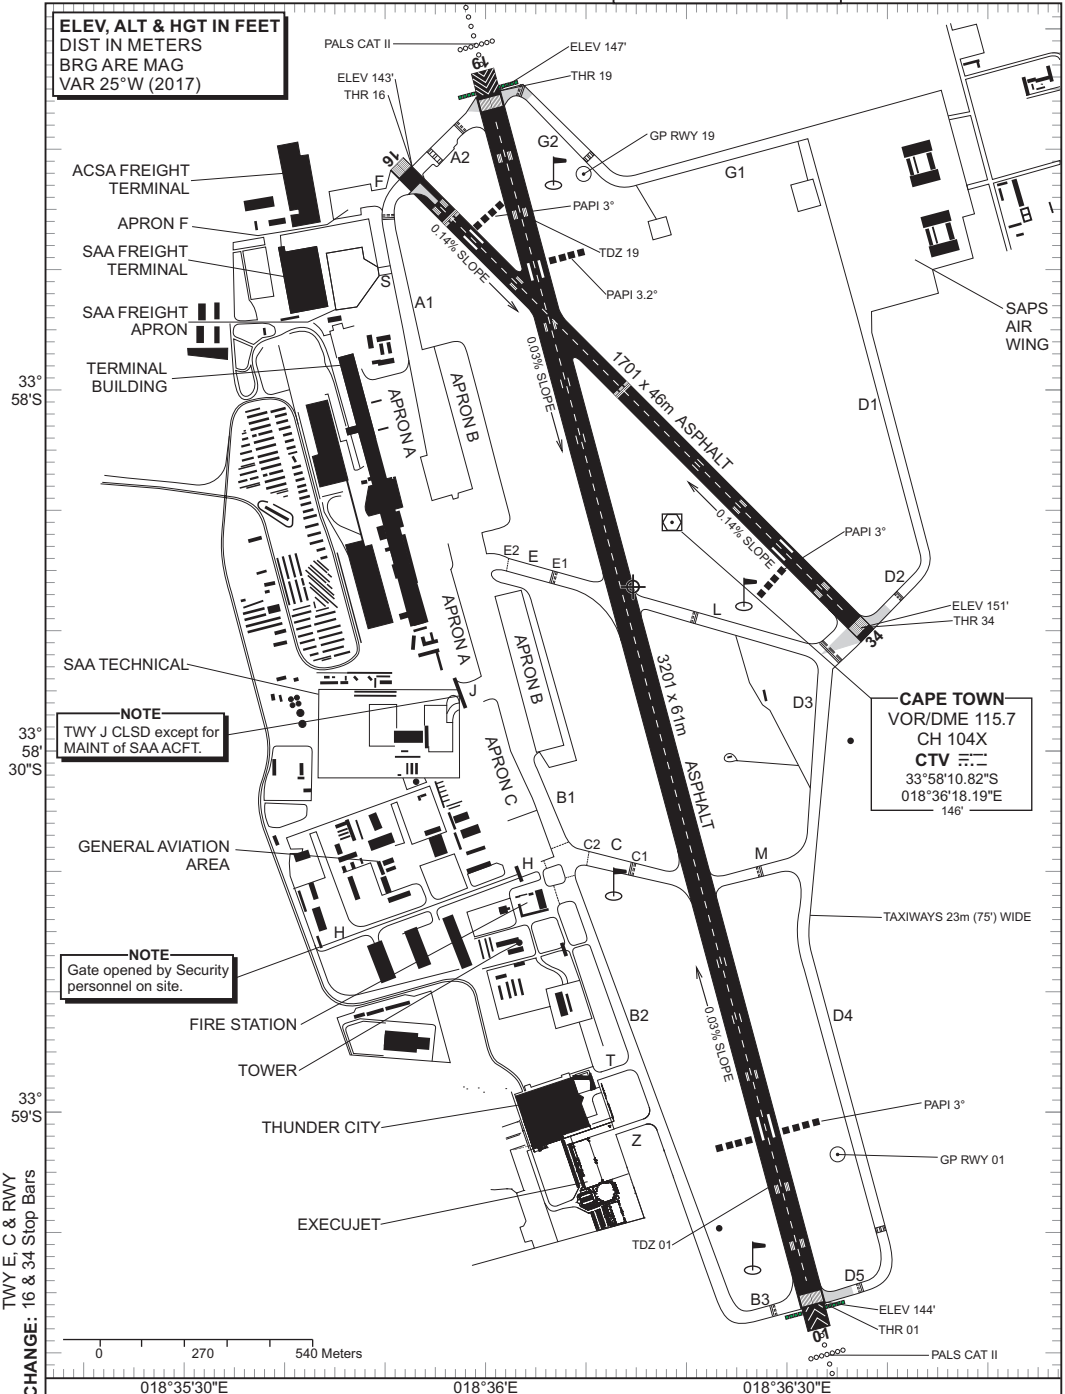 ELEV, ALT & HGT IN FEET
DIST IN METERS
BRG ARE MAG
VAR 25°W (2017)
PALS CAT II
19
ELEV 147'
THR 19
ELEV 143'
THR 16
16
A2
G2
GP RWY 19
G1
F
ACSA FREIGHT
TERMINAL
APRON F
SAA FREIGHT
TERMINAL
SAA FREIGHT
APRON
TERMINAL
BUILDING
PAPI 3°
0.14% SLOPE
TDZ 19
PAPI 3.2°
S
A1
SAPS
AIR
WING
0.03% SLOPE
1701 x 46m ASPHALT
33°
58'S
APRON A
APRON B
D1
0.14% SLOPE
PAPI 3°
E2
E
E1
D2
L
ELEV 151'
THR 34
34
APRON A
APRON B
SAA TECHNICAL
J
3201 x 61m
ASPHALT
D3
NOTE
TWY J CLSD except for
MAINT of SAA ACFT.
33°
58'
30"S
CAPE TOWN
VOR/DME 115.7
CH 104X
CTV
33°58'10.82"S
018°36'18.19"E
146'
APRON C
B1
GENERAL AVIATION
AREA
C2
C
C1
M
H
H
TAXIWAYS 23m (75') WIDE
NOTE
Gate opened by Security
personnel on site.
FIRE STATION
B2
0.03% SLOPE
D4
TOWER
T
33°
59'S
THUNDER CITY
Z
PAPI 3°
GP RWY 01
EXECUJET
TDZ 01
B3
D5
ELEV 144'
THR 01
01
PALS CAT II
0
270
540 Meters
018°35'30"E
018°36'E
018°36'30"E
TWY E, C & RWY
CHANGE: 16 & 34 Stop Bars